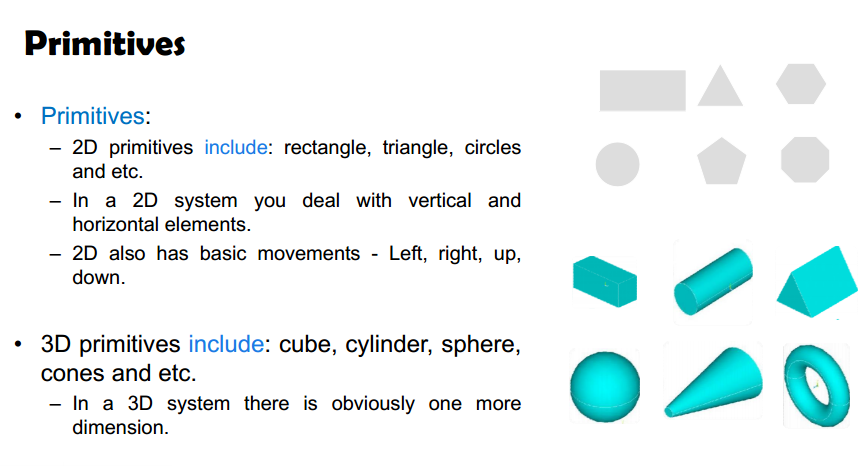 Primitives
• Primitives:
– 2D primitives include: rectangle, triangle, circles
and etc.
– In a 2D system you deal with vertical and
horizontal elements.
– 2D also has basic movements - Left, right, up,
down.
• 3D primitives include: cube, cylinder, sphere,
cones and etc.
– In a 3D system there is obviously one more
dimension.